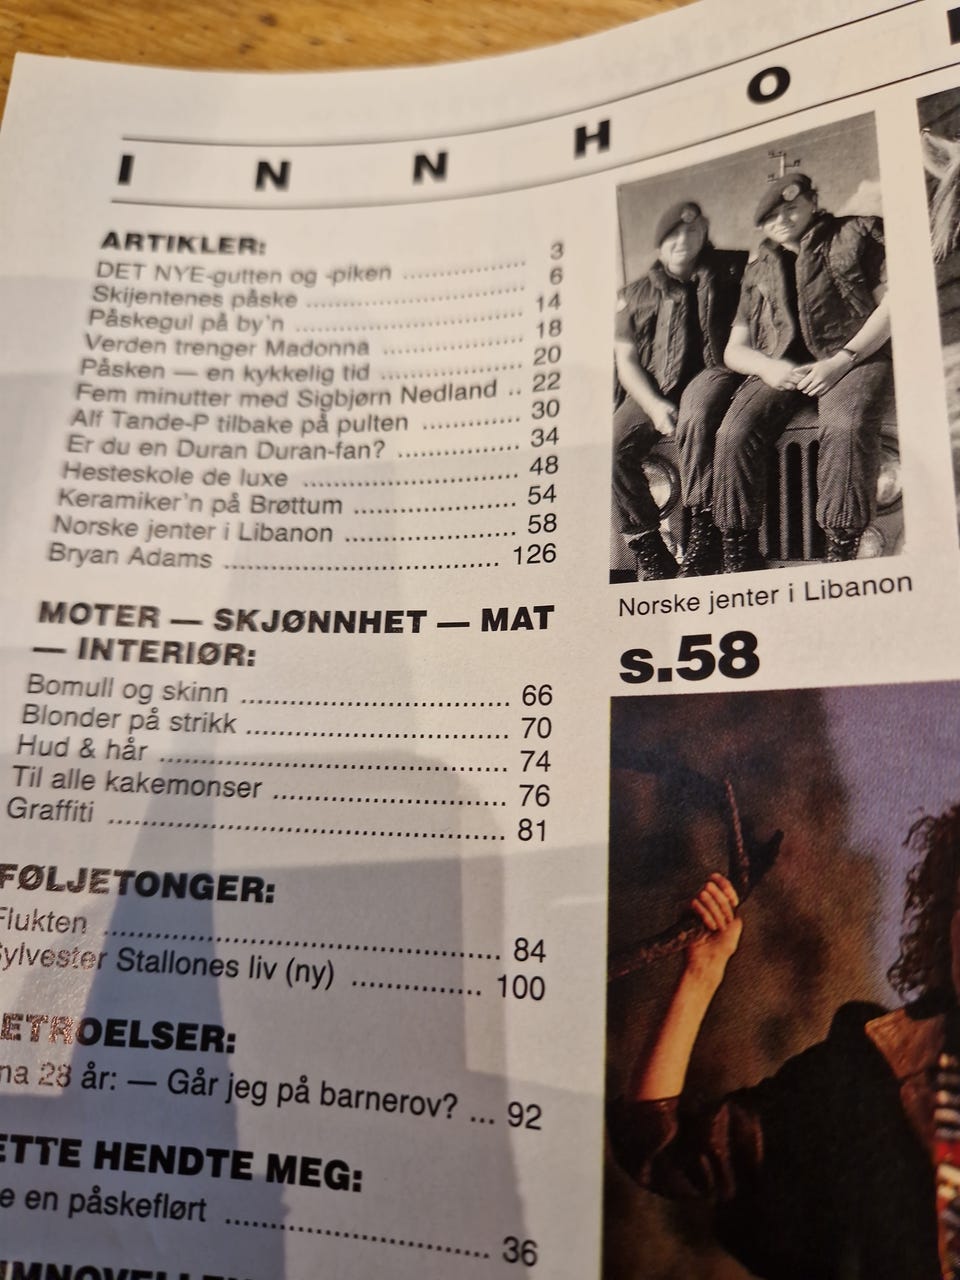 INNHO
ARTIKLER:
DET NYE-gutten og -piken .................. 3
Skijentenes påske .................. 6
Påskegul på by'n .................. 14
Verden trenger Madonna .................. 18
Påsken — en kykkelig tid .................. 20
Fem minutter med Sigbjørn Nedland .. 22
Alf Tande-P tilbake på pulten .................. 30
Er du en Duran Duran-fan? .................. 34
Hesteskole de luxe .................. 48
Keramiker'n på Brøttum .................. 54
Norske jenter i Libanon .................. 58
Bryan Adams .................. 126
MOTER — SKJØNNHET — MAT
— INTERIØR:
Bomull og skinn .................. 66
Blonder på strikk .................. 70
Hud & hår .................. 74
Til alle kakemonser .................. 76
Graffiti .................. 81
FØLJETONGER:
Flukten .................. 84
Sylvester Stallones liv (ny) .................. 100
ETROELSER:
na 28 år: — Går jeg på barnerov? ... 92
ETTE HENDTE MEG:
e en påskeflørt .................. 36
Norske jenter i Libanon
s.58